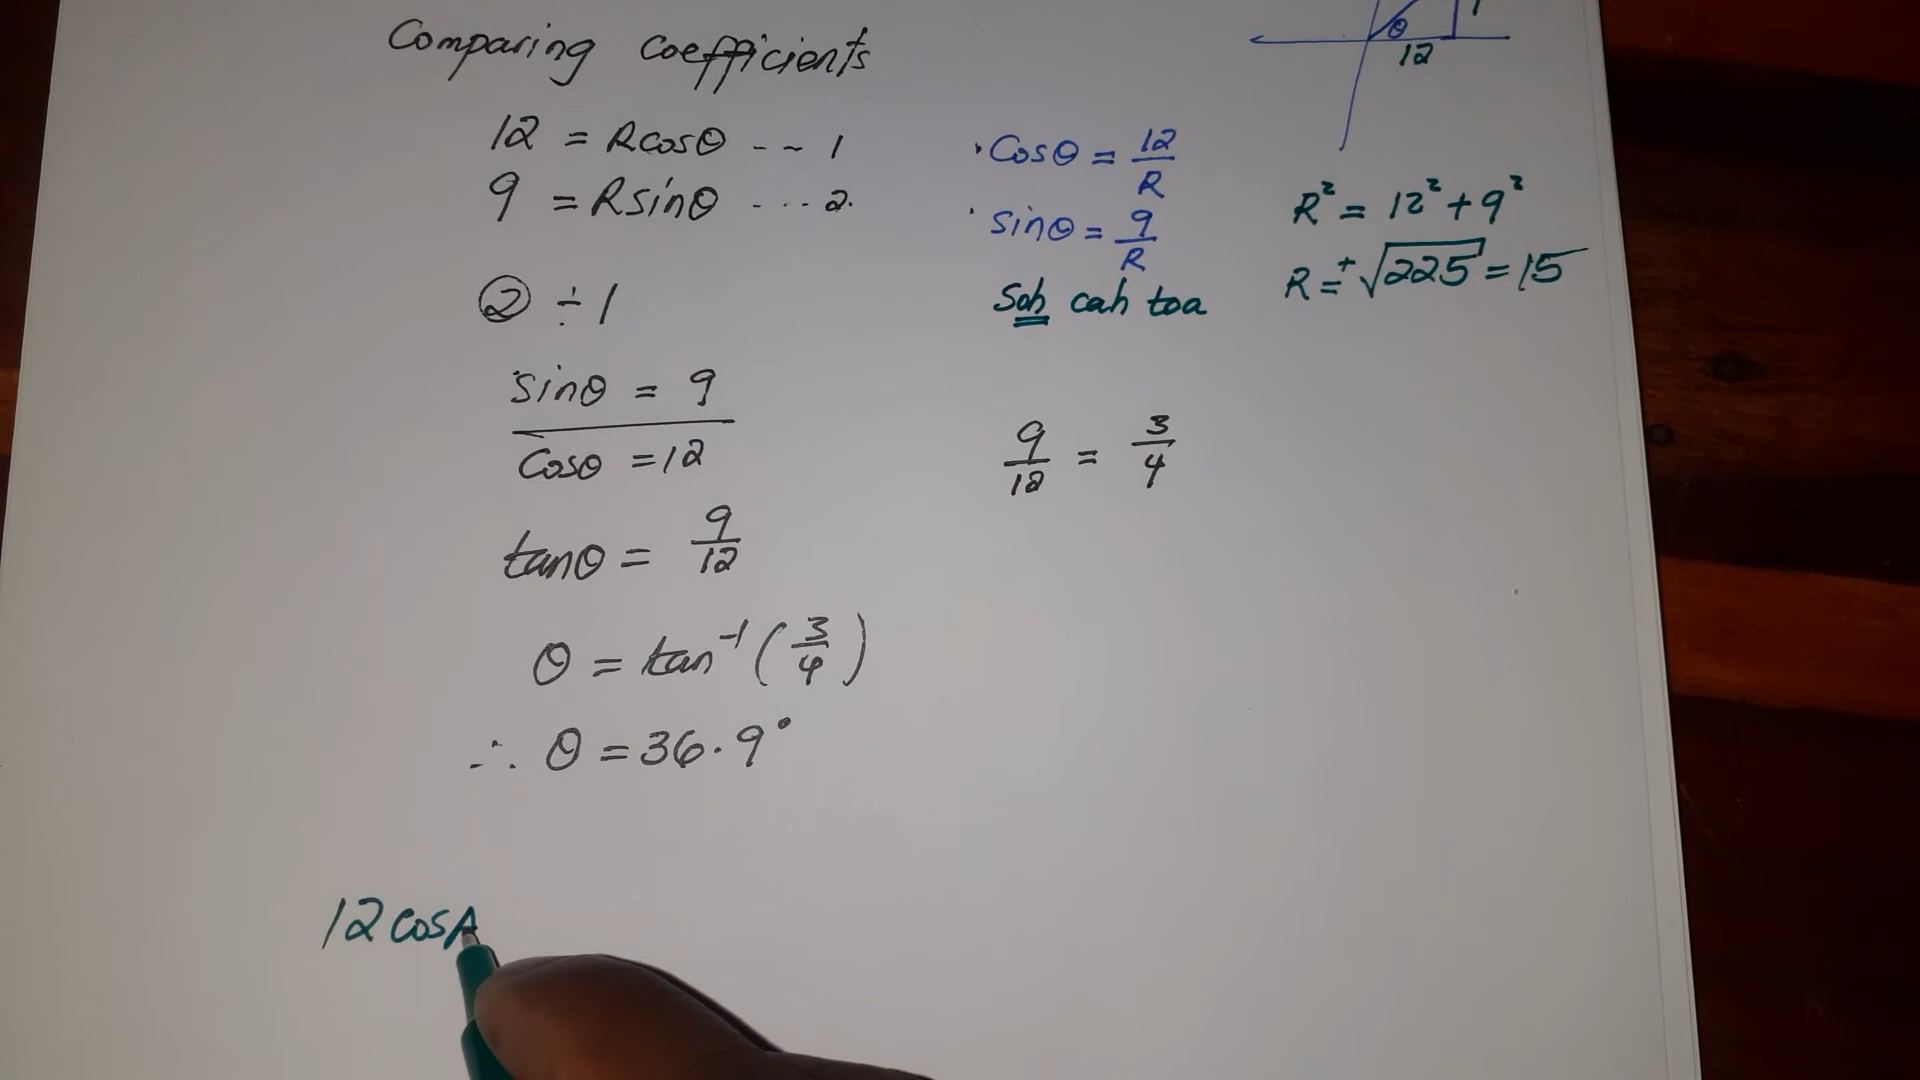 Comparing coefficients
θ
12
12 = Rcosθ -- 1
9 = Rsinθ ... 2.
② ÷ 1
sinθ = 9
cosθ = 12
tanθ = 9/12
θ = tan⁻¹(3/4)
∴ θ = 36.9°
Cosθ = 12/R
sinθ = 9/R
Soh cah toa
9/12 = 3/4
R² = 12² + 9²
R = +√225 = 15
12cosA